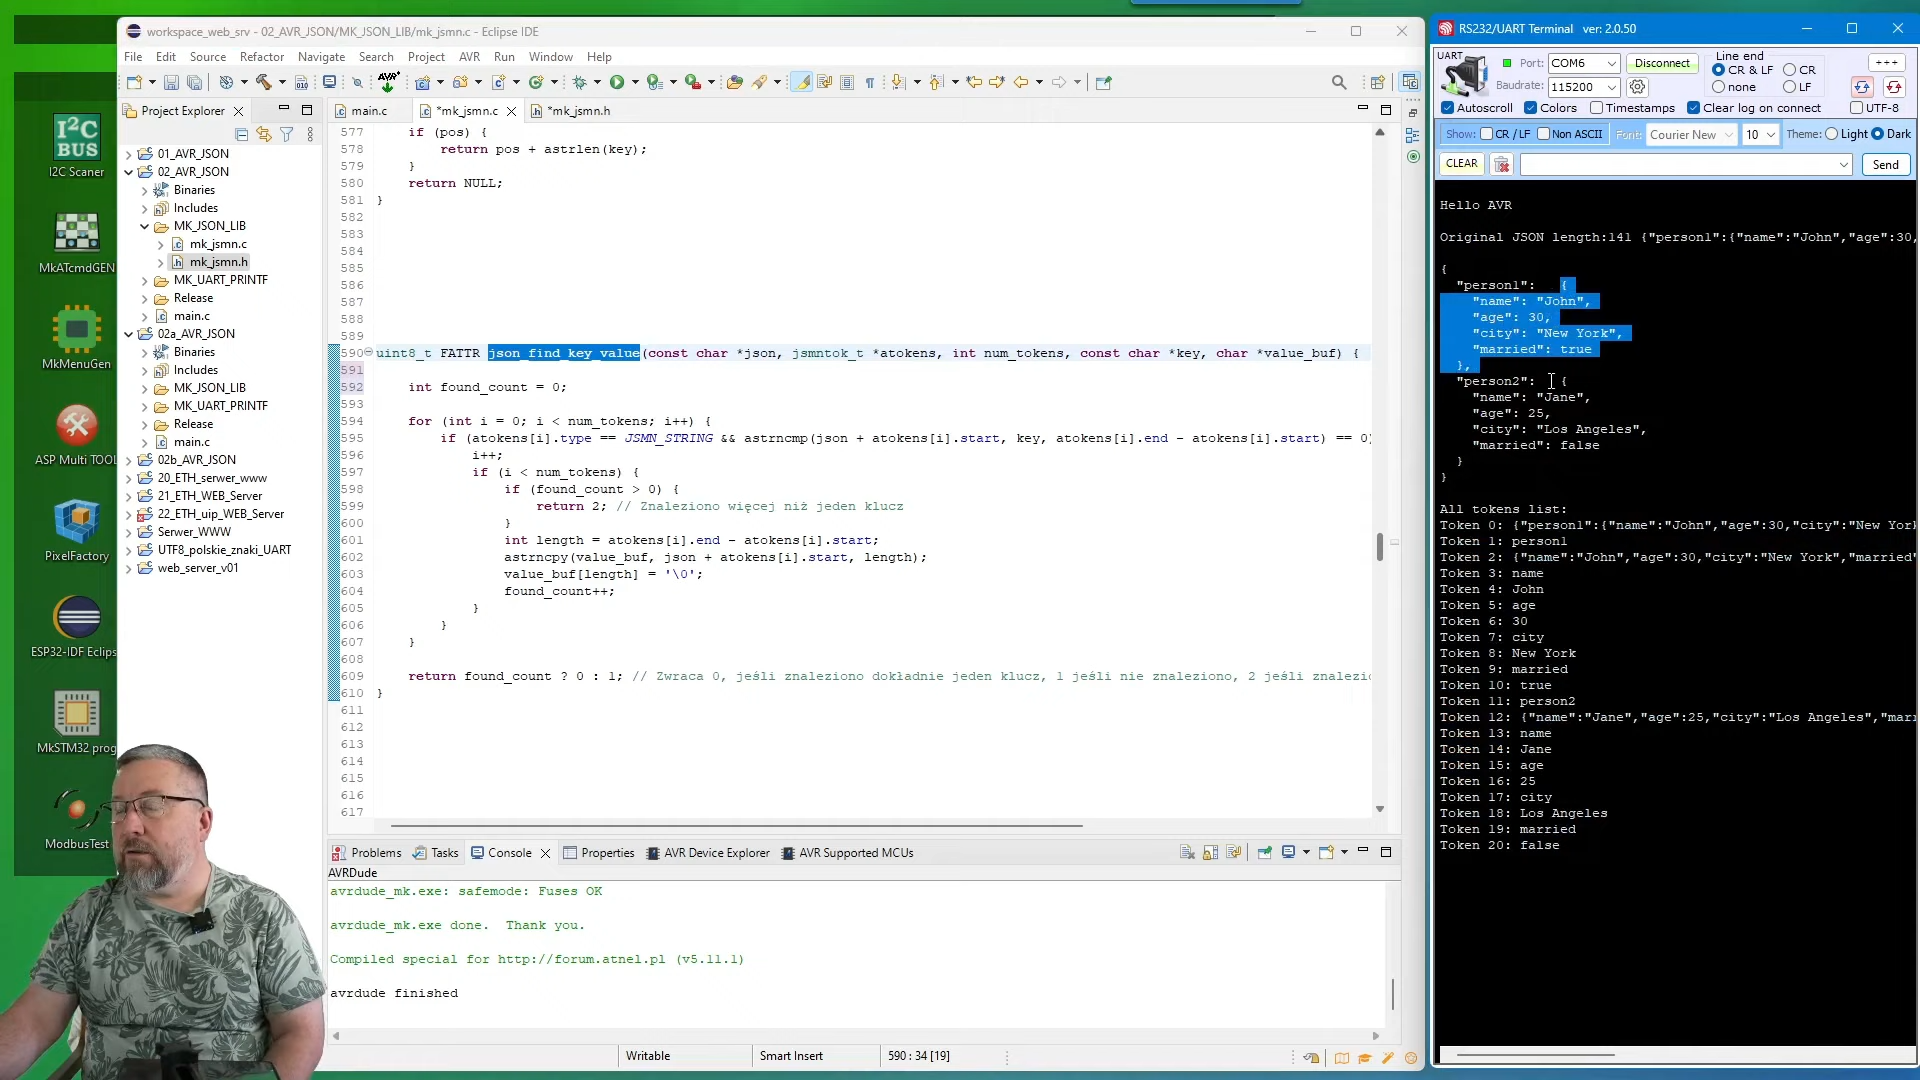 workspace_web_srv - 02_AVR_JSON/MK_JSON_LIB/mk_jsmn.c - Eclipse IDE
File Edit Source Refactor Navigate Search Project AVR Run Window Help
Project Explorer
01_AVR_JSON
02_AVR_JSON
Binaries
Includes
MK_JSON_LIB
mk_jsmn.c
mk_jsmn.h
MK_UART_PRINTF
Release
main.c
02a_AVR_JSON
Binaries
Includes
MK_JSON_LIB
MK_UART_PRINTF
Release
main.c
02b_AVR_JSON
20_ETH_serwer_www
21_ETH_WEB_Server
22_ETH_uip_WEB_Server
Serwer_WWW
UTF8_polskie_znaki_UART
web_server_v01
I²C BUS
I2C Scaner
MkATcmdGEN
MkMenuGen
ASP Multi TOOL
PixelFactory
ESP32-IDF Eclips
MkSTM32 prog
ModbusTest
main.c *mk_jsmn.c *mk_jsmn.h
577 if (pos) {
578 return pos + astrlen(key);
579 }
580 return NULL;
581 }
582
583
584
585
586
587
588
589
590 uint8_t FATTR json_find_key_value(const char *json, jsmntok_t *atokens, int num_tokens, const char *key, char *value_buf) {
591
592 int found_count = 0;
593
594 for (int i = 0; i < num_tokens; i++) {
595 if (atokens[i].type == JSMN_STRING && astrncmp(json + atokens[i].start, key, atokens[i].end - atokens[i].start) == 0)
596 i++;
597 if (i < num_tokens) {
598 if (found_count > 0) {
599 return 2; // Znaleziono więcej niż jeden klucz
600 }
601 int length = atokens[i].end - atokens[i].start;
602 astrncpy(value_buf, json + atokens[i].start, length);
603 value_buf[length] = '\0';
604 found_count++;
605 }
606 }
607 }
608
609 return found_count ? 0 : 1; // Zwraca 0, jeśli znaleziono dokładnie jeden klucz, 1 jeśli nie znaleziono, 2 jeśli znalezio
610 }
611
612
613
614
615
616
617
Problems Tasks Console Properties AVR Device Explorer AVR Supported MCUs
AVRDude
avrdude_mk.exe: safemode: Fuses OK
avrdude_mk.exe done. Thank you.
Compiled special for http://forum.atnel.pl (v5.11.1)
avrdude finished
Writable Smart Insert 590 : 34 [19]
RS232/UART Terminal ver: 2.0.50
UART Port: COM6 Disconnect Line end +++
CR & LF CR
Baudrate: 115200 none LF
Autoscroll Colors Timestamps Clear log on connect UTF-8
Show: CR / LF Non ASCII Font: Courier New 10 Theme: Light Dark
CLEAR Send
Hello AVR
Original JSON length:141 {"person1":{"name":"John","age":30,
{
"person1": {
"name": "John",
"age": 30,
"city": "New York",
"married": true
},
"person2": {
"name": "Jane",
"age": 25,
"city": "Los Angeles",
"married": false
}
}
All tokens list:
Token 0: {"person1":{"name":"John","age":30,"city":"New York
Token 1: person1
Token 2: {"name":"John","age":30,"city":"New York","married"
Token 3: name
Token 4: John
Token 5: age
Token 6: 30
Token 7: city
Token 8: New York
Token 9: married
Token 10: true
Token 11: person2
Token 12: {"name":"Jane","age":25,"city":"Los Angeles","marr
Token 13: name
Token 14: Jane
Token 15: age
Token 16: 25
Token 17: city
Token 18: Los Angeles
Token 19: married
Token 20: false